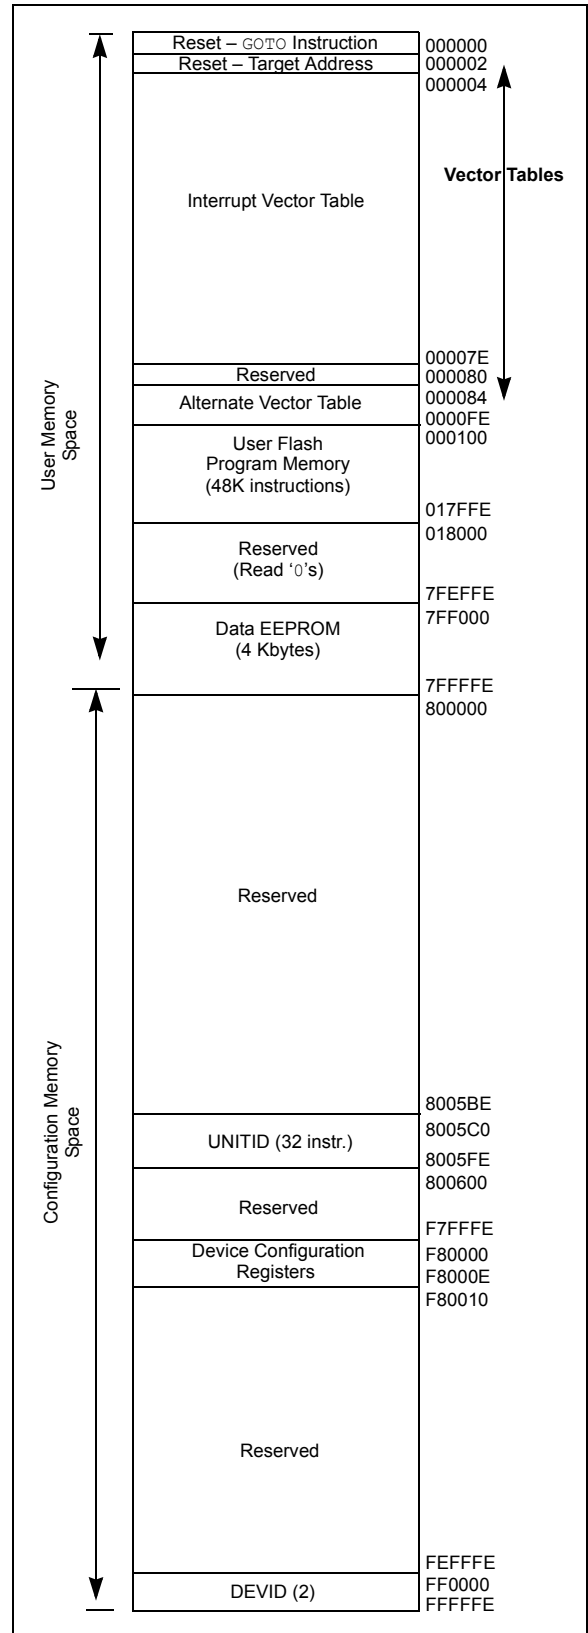 Reset – GOTO Instruction
000000
Reset – Target Address
000002
000004
Vector Tables
Interrupt Vector Table
00007E
Reserved
000080
Alternate Vector Table
000084
0000FE
User Memory
Space
User Flash
Program Memory
(48K instructions)
000100
017FFE
018000
Reserved
(Read ‘0’s)
7FEFFE
7FF000
Data EEPROM
(4 Kbytes)
7FFFFE
800000
Reserved
Configuration Memory
Space
8005BE
UNITID (32 instr.)
8005C0
8005FE
800600
Reserved
F7FFFE
Device Configuration
Registers
F80000
F8000E
F80010
Reserved
FEFFFE
DEVID (2)
FF0000
FFFFFE